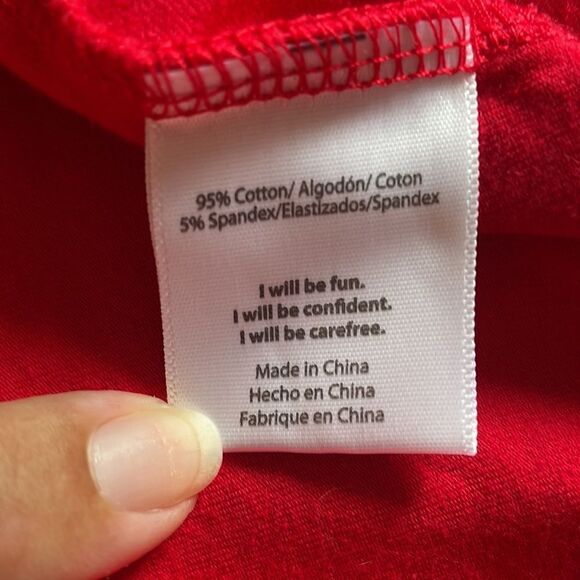 95% Cotton/ Algodón/ Coton
5% Spandex/Elastizados/Spandex
I will be fun.
I will be confident.
I will be carefree.
Made in China
Hecho en China
Fabrique en China